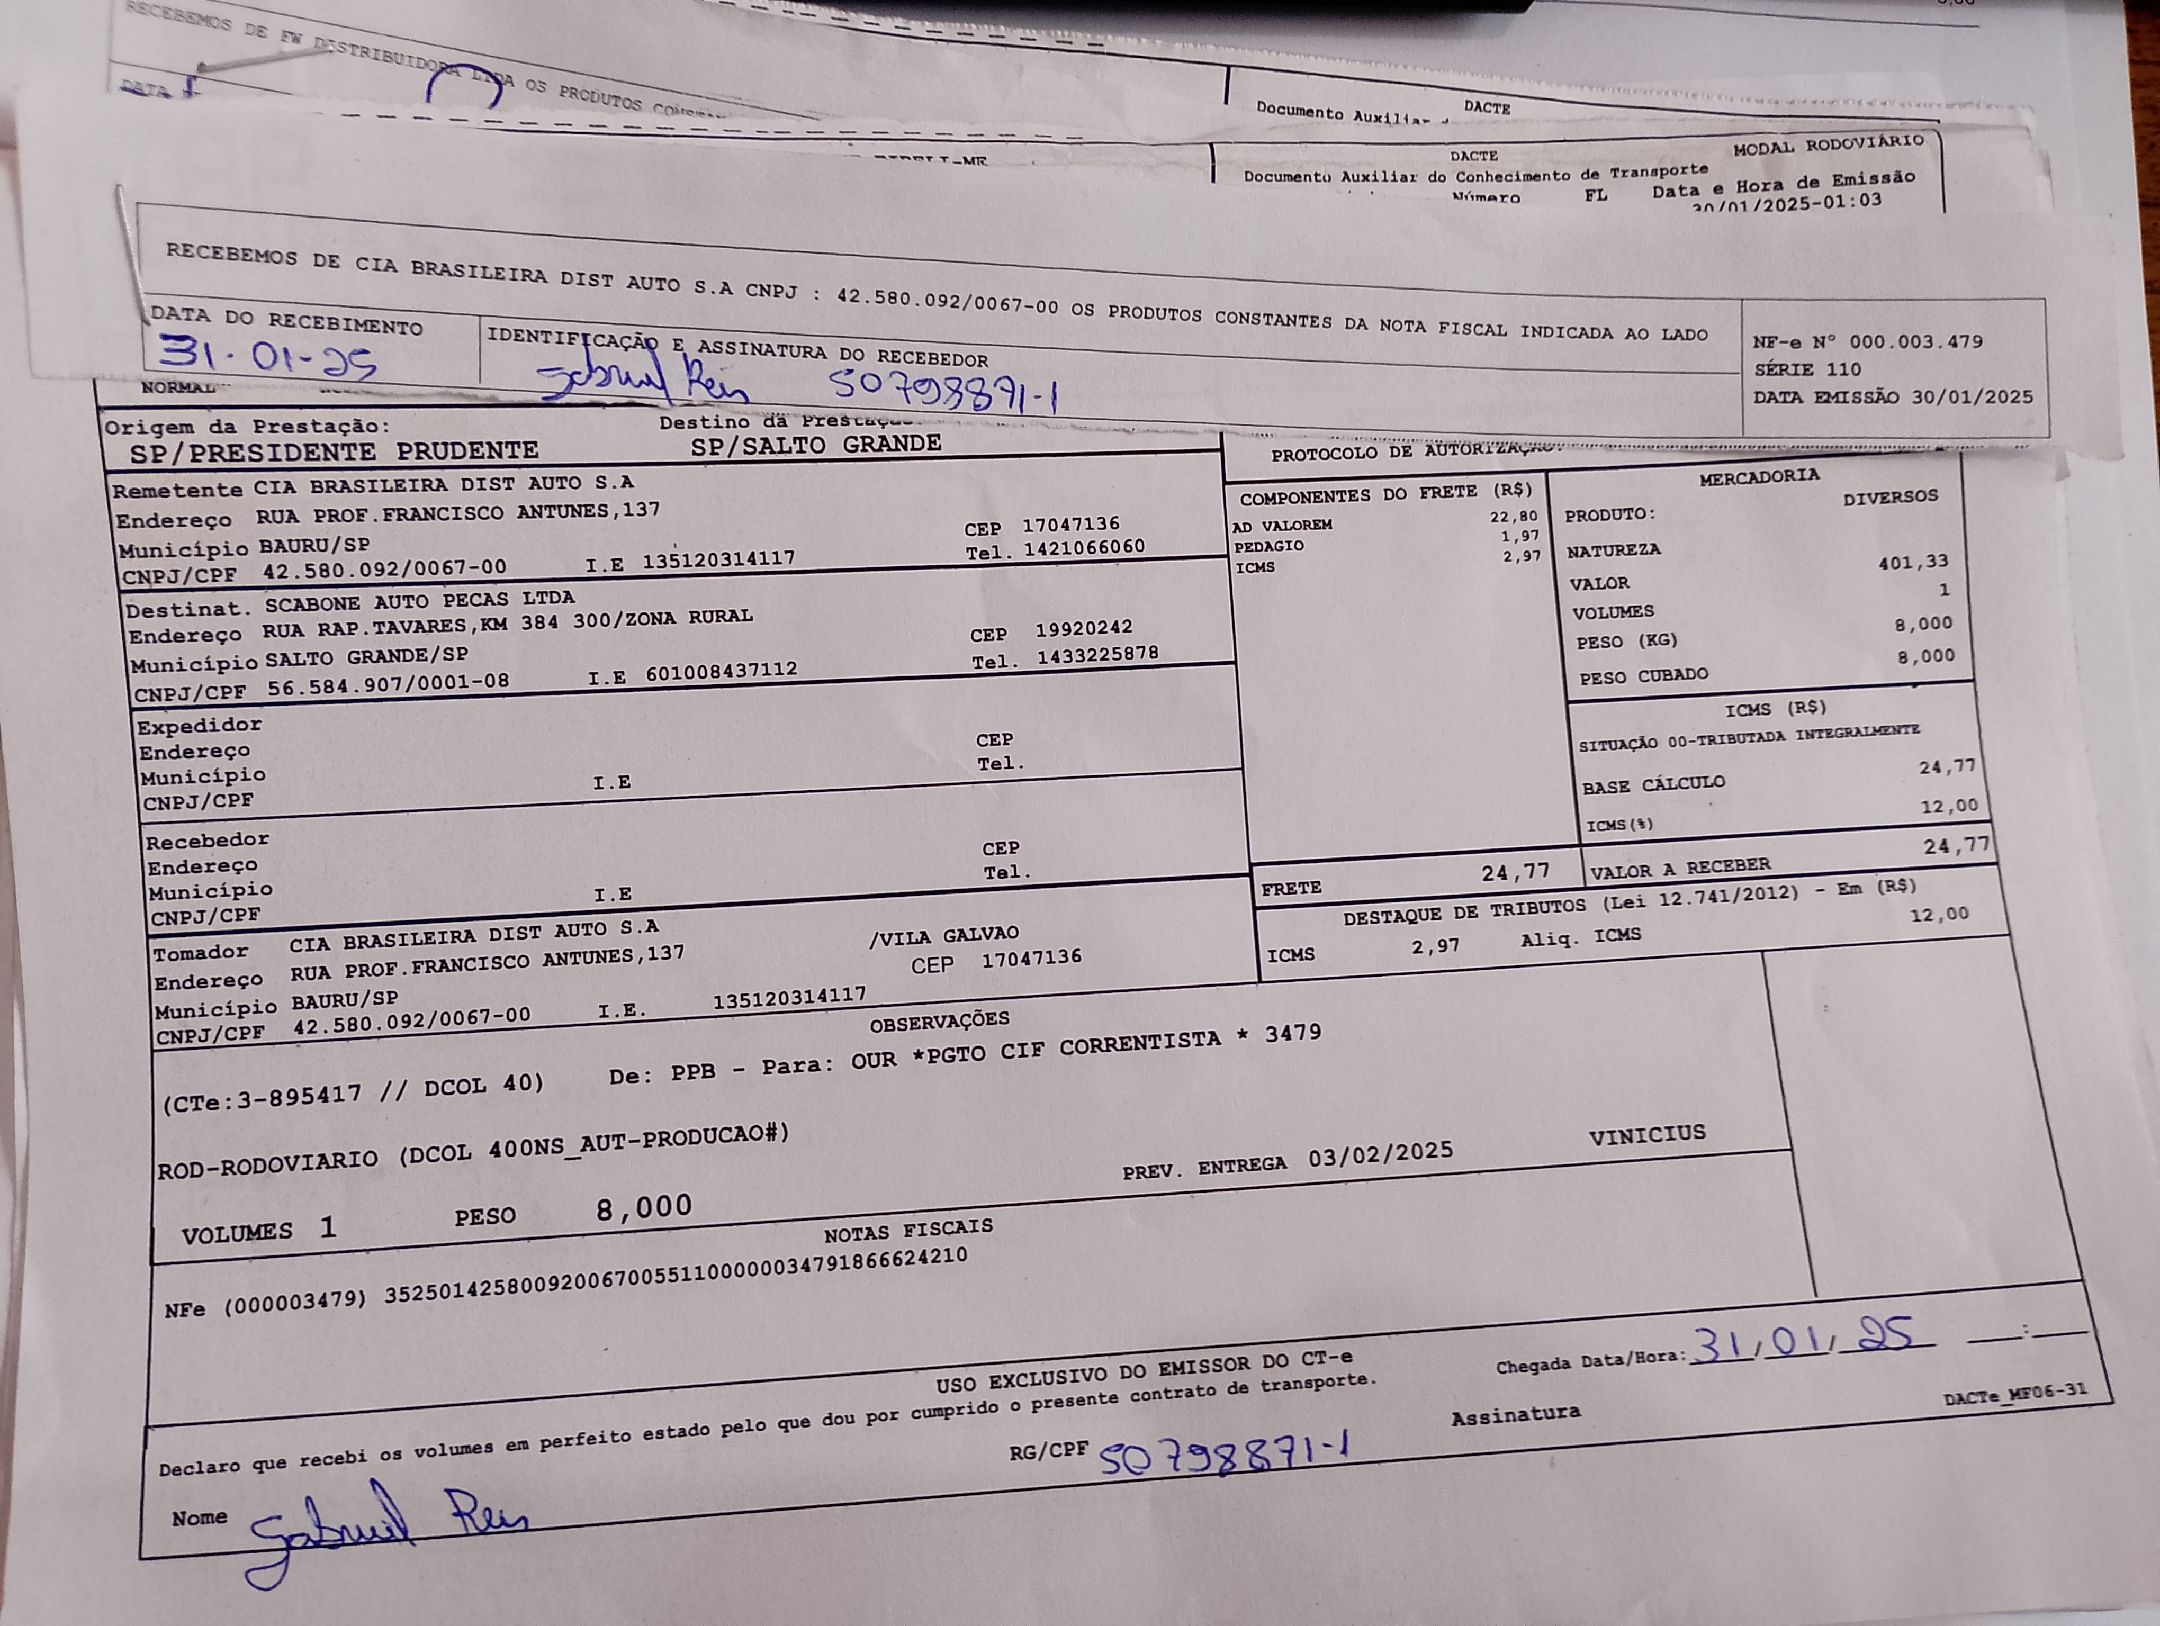 RECEBEMOS DE FW DISTRIBUIDORA LTDA OS PRODUTOS
DATA
DACTE
Documento Auxiliar
DACTE
MODAL RODOVIÁRIO
Documento Auxiliar do Conhecimento de Transporte
Número FL Data e Hora de Emissão
30/01/2025-01:03
RECEBEMOS DE CIA BRASILEIRA DIST AUTO S.A CNPJ : 42.580.092/0067-00 OS PRODUTOS CONSTANTES DA NOTA FISCAL INDICADA AO LADO
DATA DO RECEBIMENTO
31-01-25
IDENTIFICAÇÃO E ASSINATURA DO RECEBEDOR
Gabriel Reis 50798871-1
NF-e N° 000.003.479
SÉRIE 110
DATA EMISSÃO 30/01/2025
NORMAL
Origem da Prestação: Destino da Prestação
SP/PRESIDENTE PRUDENTE SP/SALTO GRANDE
Remetente CIA BRASILEIRA DIST AUTO S.A
Endereço RUA PROF.FRANCISCO ANTUNES,137
Município BAURU/SP CEP 17047136
CNPJ/CPF 42.580.092/0067-00 I.E 135120314117 Tel. 1421066060
Destinat. SCABONE AUTO PECAS LTDA
Endereço RUA RAP.TAVARES,KM 384 300/ZONA RURAL
Município SALTO GRANDE/SP CEP 19920242
CNPJ/CPF 56.584.907/0001-08 I.E 601008437112 Tel. 1433225878
Expedidor
Endereço
Município CEP
CNPJ/CPF I.E Tel.
Recebedor
Endereço
Município CEP
CNPJ/CPF I.E Tel.
Tomador CIA BRASILEIRA DIST AUTO S.A
Endereço RUA PROF.FRANCISCO ANTUNES,137 /VILA GALVAO
Município BAURU/SP CEP 17047136
CNPJ/CPF 42.580.092/0067-00 I.E. 135120314117
PROTOCOLO DE AUTORIZAÇÃO:
COMPONENTES DO FRETE (R$)
AD VALOREM 22,80
PEDAGIO 1,97
ICMS 2,97
MERCADORIA
PRODUTO: DIVERSOS
NATUREZA
VALOR 401,33
VOLUMES 1
PESO (KG) 8,000
PESO CUBADO 8,000
ICMS (R$)
SITUAÇÃO 00-TRIBUTADA INTEGRALMENTE
BASE CÁLCULO 24,77
ICMS(%) 12,00
FRETE 24,77 VALOR A RECEBER 24,77
DESTAQUE DE TRIBUTOS (Lei 12.741/2012) - Em (R$)
ICMS 2,97 Aliq. ICMS 12,00
OBSERVAÇÕES
(CTe:3-895417 // DCOL 40) De: PPB - Para: OUR *PGTO CIF CORRENTISTA * 3479
ROD-RODOVIARIO (DCOL 400NS_AUT-PRODUCAO#)
VOLUMES 1 PESO 8,000 PREV. ENTREGA 03/02/2025 VINICIUS
NOTAS FISCAIS
NFe (000003479) 35250142580092006700551100000034791866624210
USO EXCLUSIVO DO EMISSOR DO CT-e
Chegada Data/Hora: 31/01/25 __:__
Declaro que recebi os volumes em perfeito estado pelo que dou por cumprido o presente contrato de transporte.
DACTe_MF06-31
Nome Gabriel Reis RG/CPF 50798871-1 Assinatura